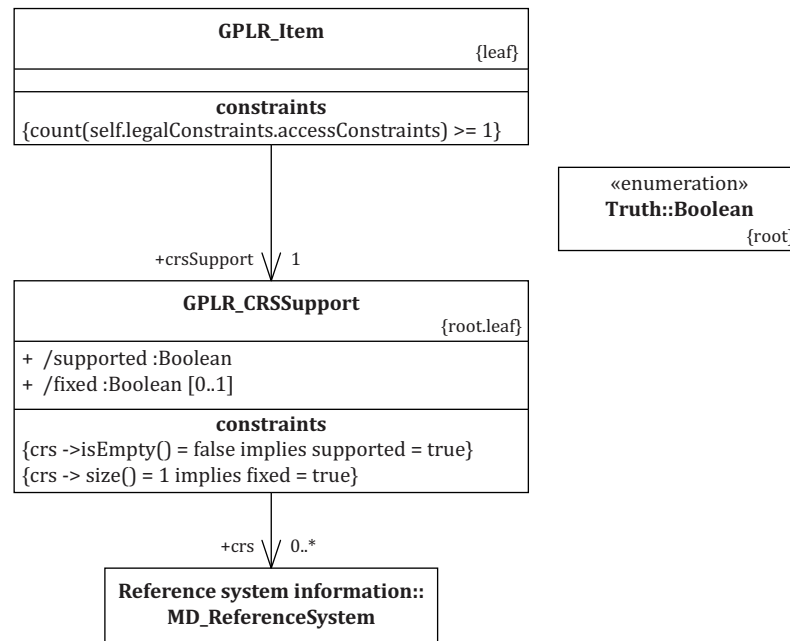 GPLR_Item
{leaf}
constraints
{count(self.legalConstraints.accessConstraints) >= 1}
«enumeration»
Truth::Boolean
{root}
+crsSupport 1
GPLR_CRSSupport
{root.leaf}
+ /supported :Boolean
+ /fixed :Boolean [0..1]
constraints
{crs ->isEmpty() = false implies supported = true}
{crs -> size() = 1 implies fixed = true}
+crs 0..*
Reference system information::
MD_ReferenceSystem